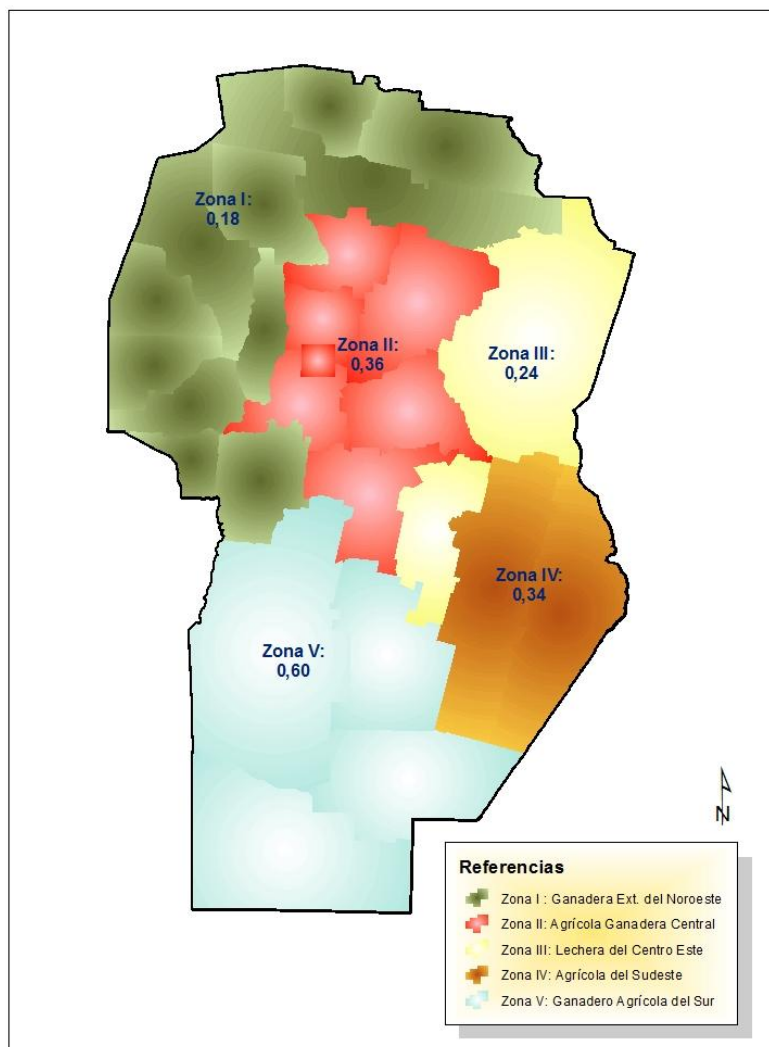 Zona I:
0,18
Zona II:
0,36
Zona III:
0,24
Zona IV:
0,34
Zona V:
0,60
N
Referencias
Zona I : Ganadera Ext. del Noroeste
Zona II: Agrícola Ganadera Central
Zona III: Lechera del Centro Este
Zona IV: Agrícola del Sudeste
Zona V: Ganadero Agrícola del Sur